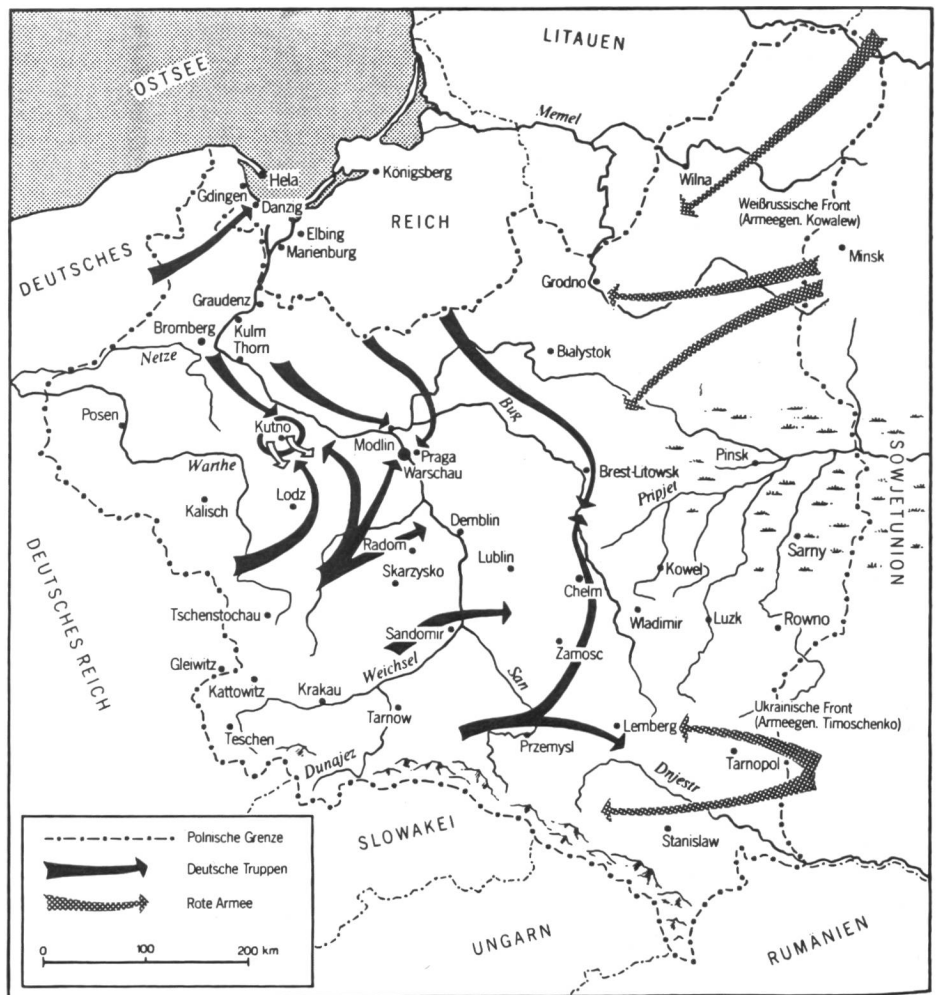 OSTSEE
LITAUEN
Memel
Hela
Gdingen
Danzig
Königsberg
Wilna
Weißrussische Front
(Armeegen. Kowalew)
DEUTSCHES
REICH
Elbing
Marienburg
Minsk
Grodno
Graudenz
Bromberg
Kulm
Thorn
Netze
Bialystok
Posen
Kutno
Modlin
Bug
Praga
Warschau
Pinsk
Brest-Litowsk
Pripjet
Warthe
Lodz
Kalisch
SOWJETUNION
Demblin
Radom
Lublin
Skarzysko
Sarny
Kowel
Chelm
DEUTSCHES REICH
Tschenstochau
Wladimir
Luzk
Rowno
Sandomir
Zamosc
Gleiwitz
Weichsel
San
Kattowitz
Krakau
Tarnow
Ukrainische Front
(Armeegen. Timoschenko)
Lemberg
Teschen
Przemysl
Tarnopol
Dunajez
Dnjestr
SLOWAKEI
Stanislaw
Polnische Grenze
Deutsche Truppen
Rote Armee
0 100 200 km
UNGARN
RUMÄNIEN